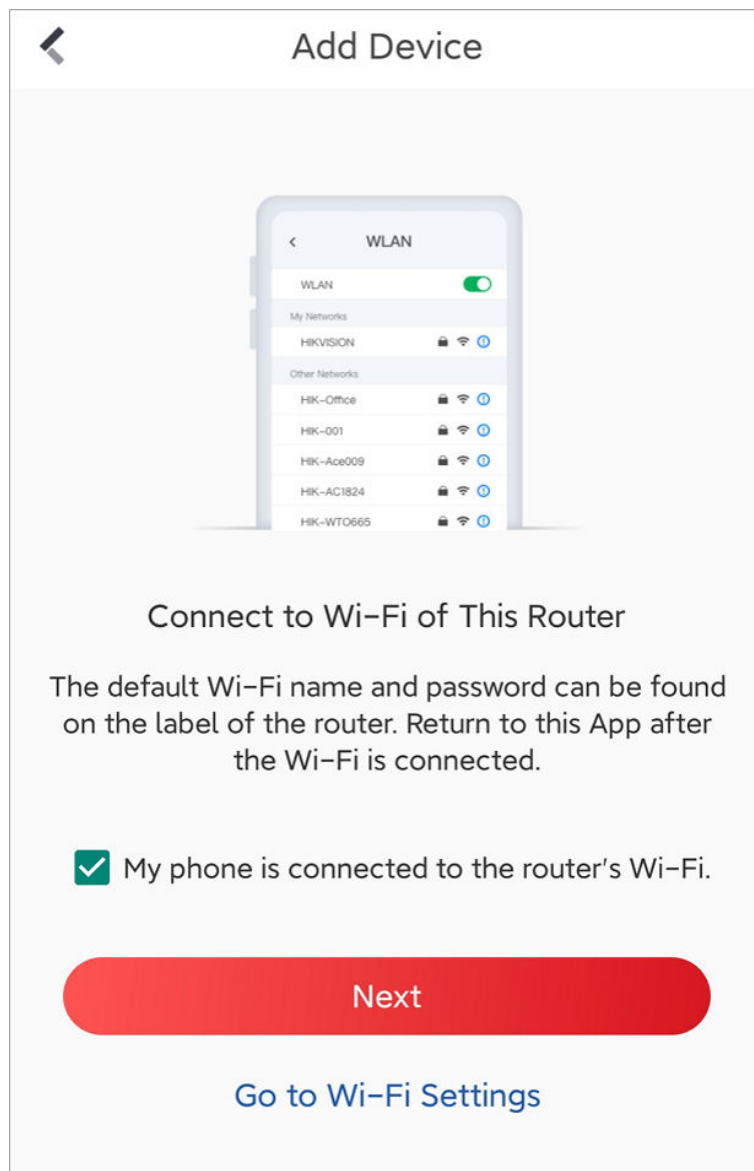 Add Device
WLAN
WLAN
My Networks
HIKVISION
Other Networks
HIK-Office
HIK-001
HIK-Ace009
HIK-AC1824
HIK-WTO665
Connect to Wi-Fi of This Router
The default Wi-Fi name and password can be found
on the label of the router. Return to this App after
the Wi-Fi is connected.
My phone is connected to the router's Wi-Fi.
Next
Go to Wi-Fi Settings